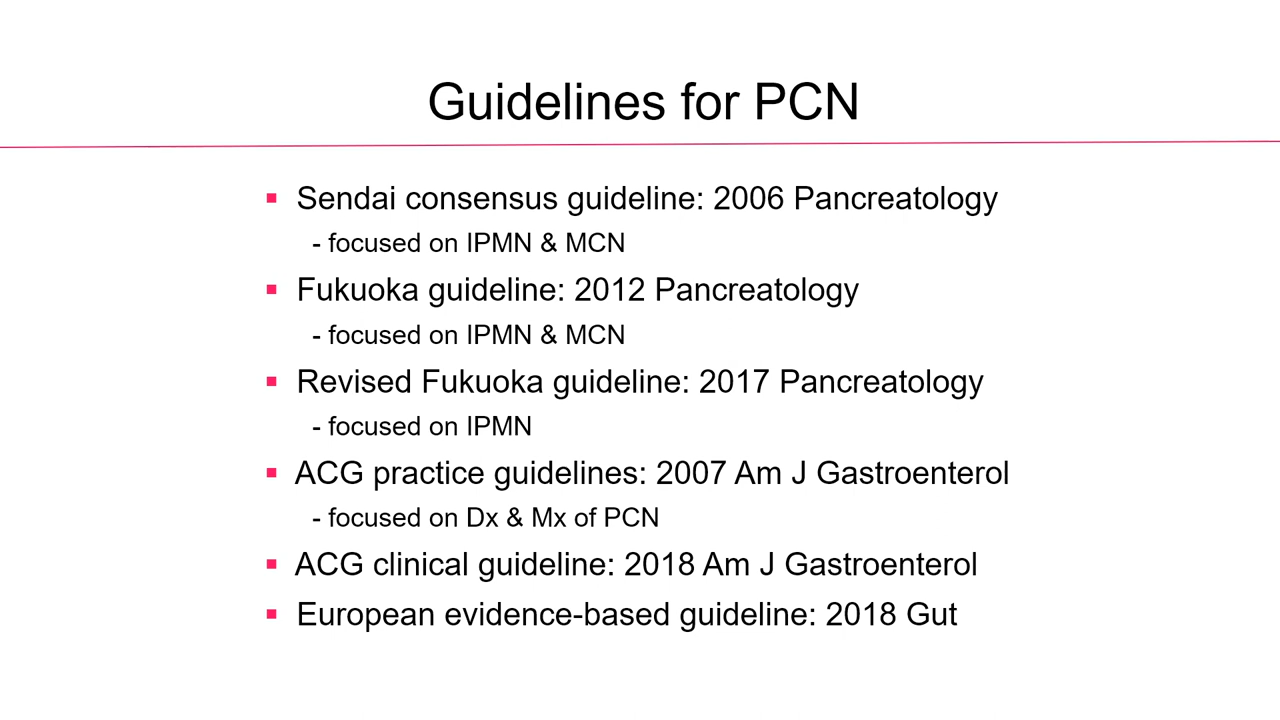 Guidelines for PCN
▪ Sendai consensus guideline: 2006 Pancreatology
- focused on IPMN & MCN
▪ Fukuoka guideline: 2012 Pancreatology
- focused on IPMN & MCN
▪ Revised Fukuoka guideline: 2017 Pancreatology
- focused on IPMN
▪ ACG practice guidelines: 2007 Am J Gastroenterol
- focused on Dx & Mx of PCN
▪ ACG clinical guideline: 2018 Am J Gastroenterol
▪ European evidence-based guideline: 2018 Gut